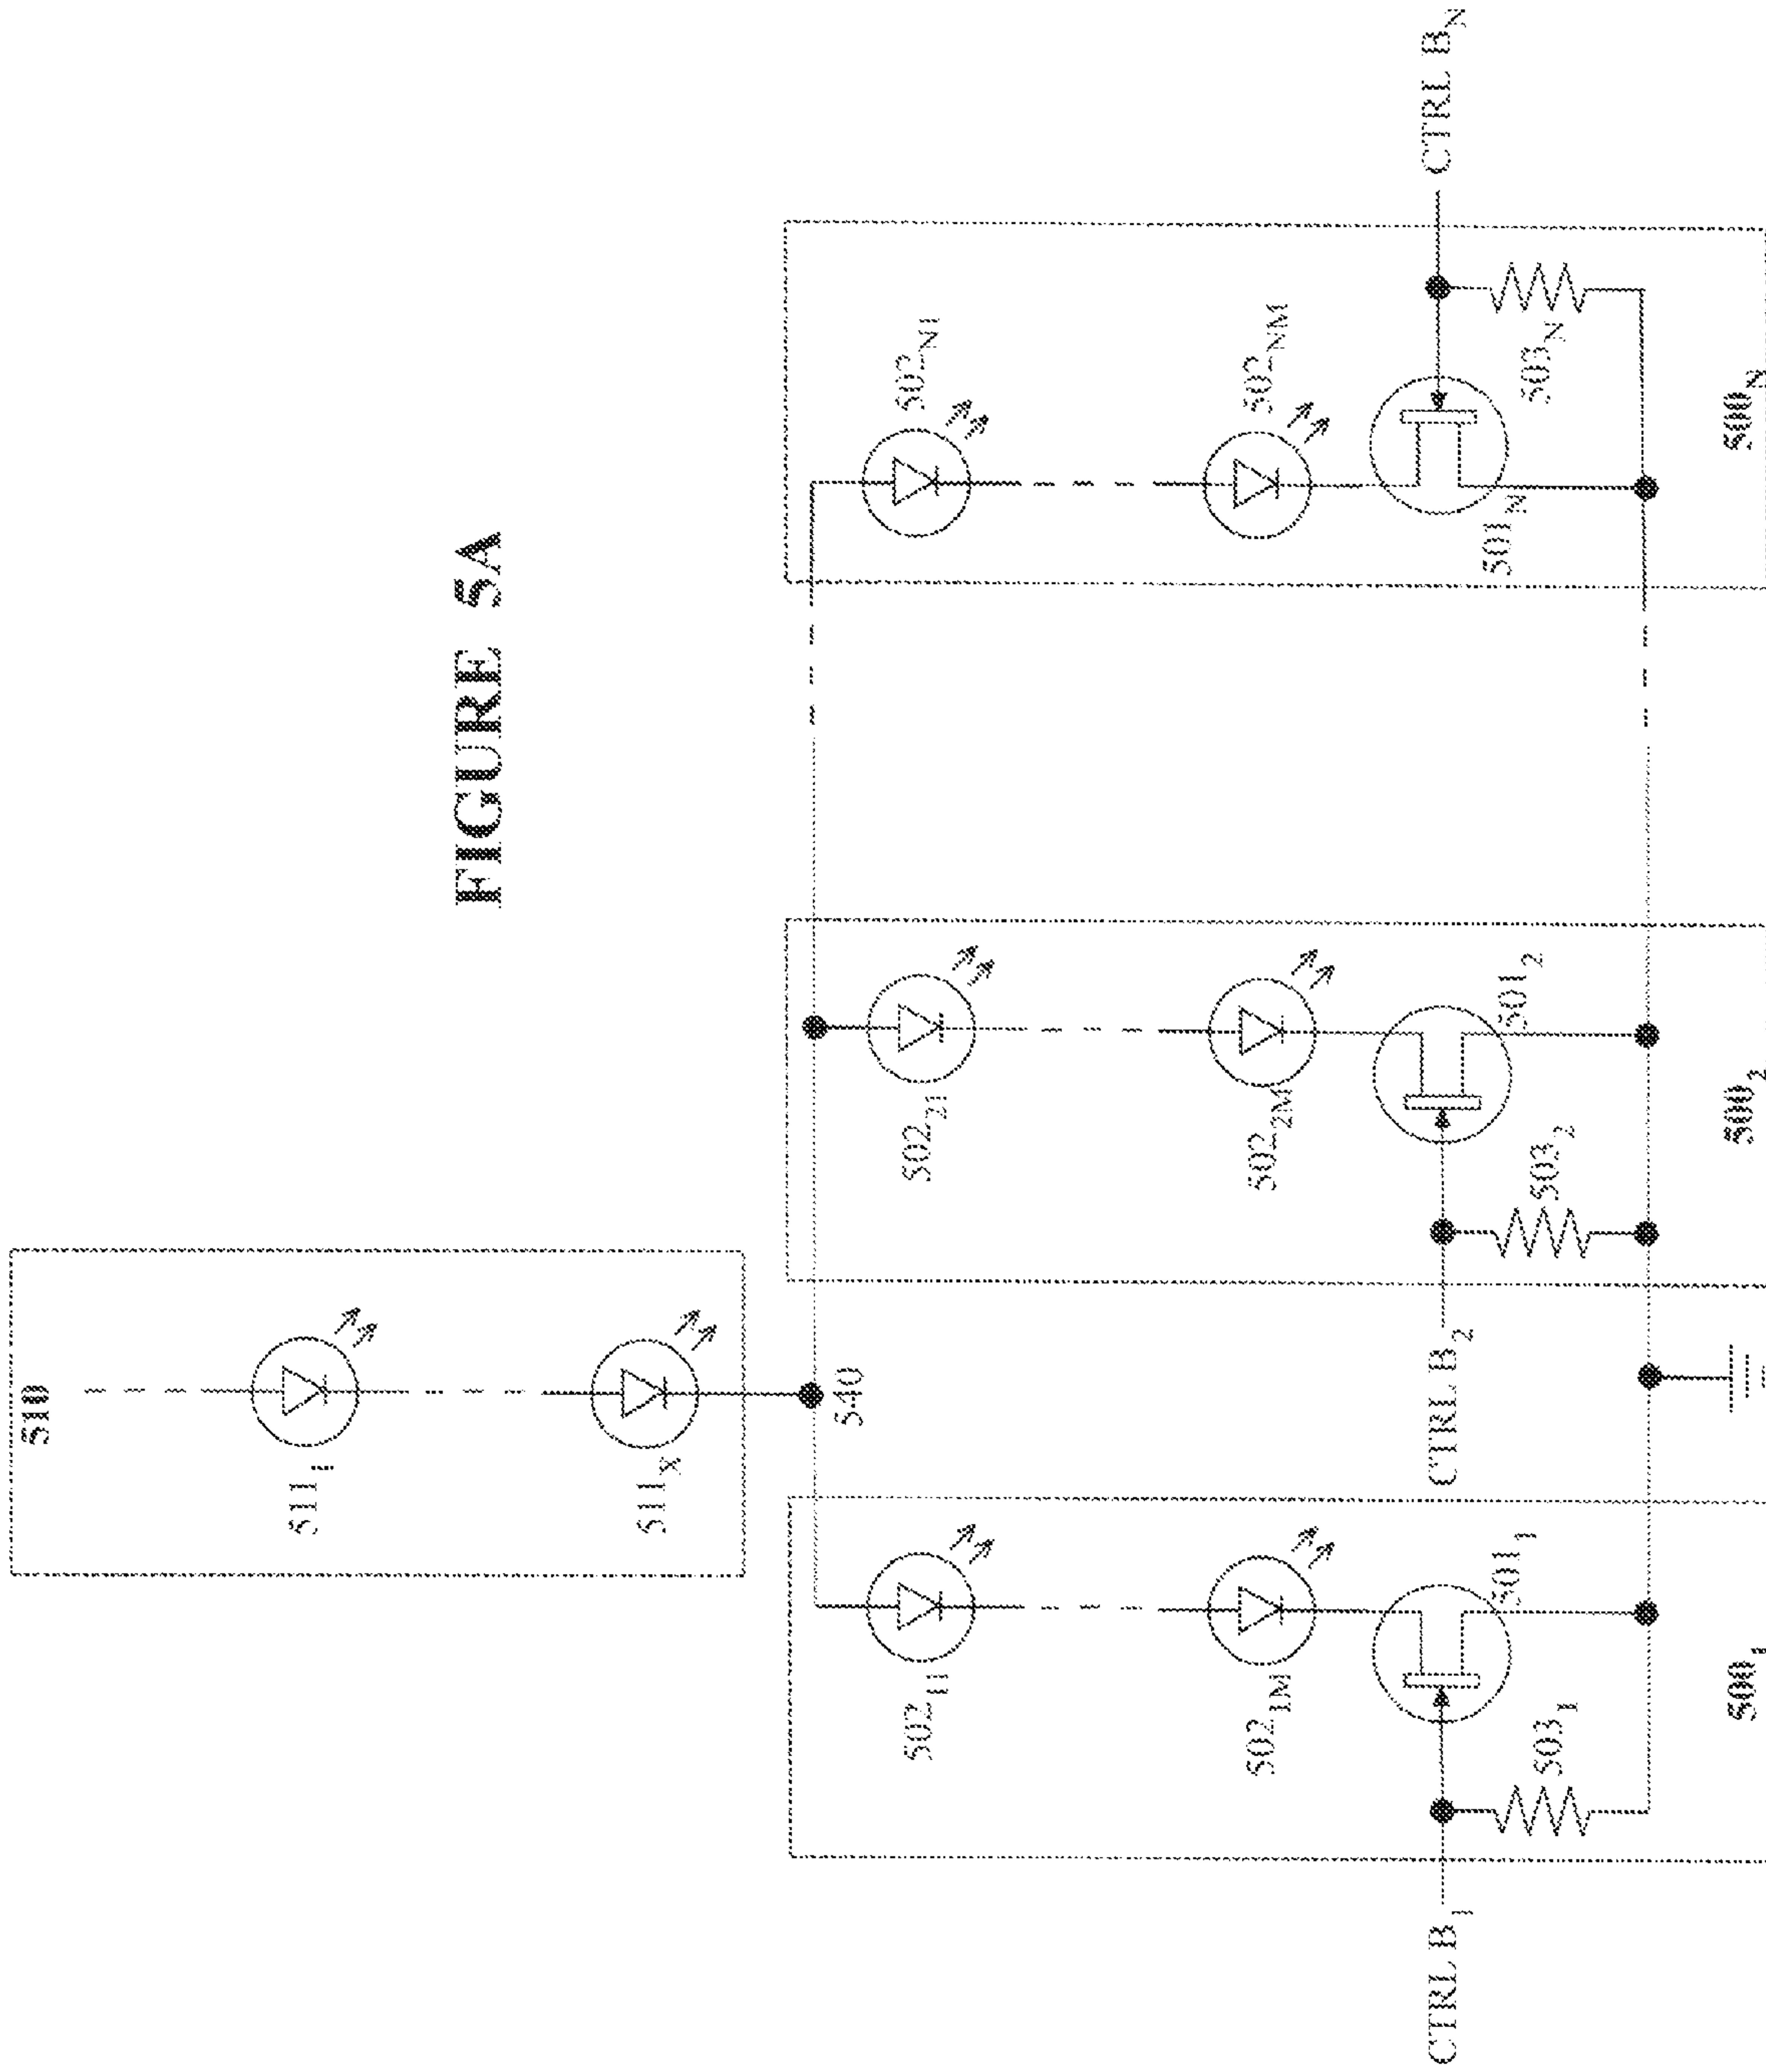 FIGURE 5A
510
511₁
511ₓ
540
502₁₁
502₁M
501₁
503₁
500₁
CTRL B₁
502₂₁
502₂M
501₂
503₂
500₂
CTRL B₂
502N₁
502NM
501N
503N
500N
CTRL BN